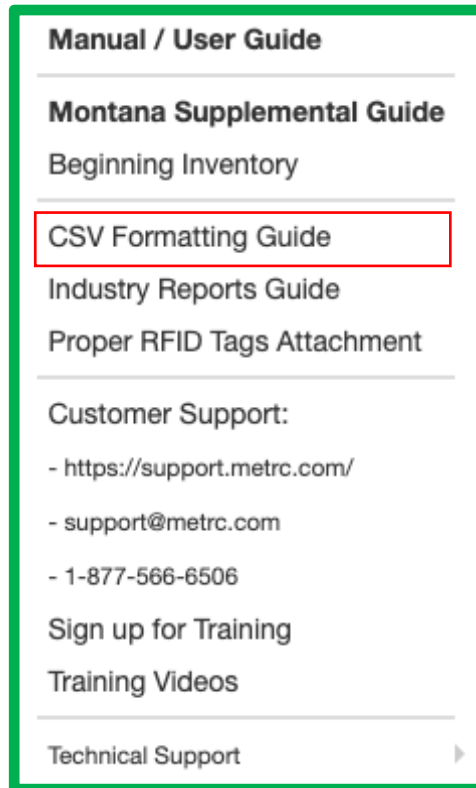 Manual / User Guide
Montana Supplemental Guide
Beginning Inventory
CSV Formatting Guide
Industry Reports Guide
Proper RFID Tags Attachment
Customer Support:
- https://support.metrc.com/
- support@metrc.com
- 1-877-566-6506
Sign up for Training
Training Videos
Technical Support